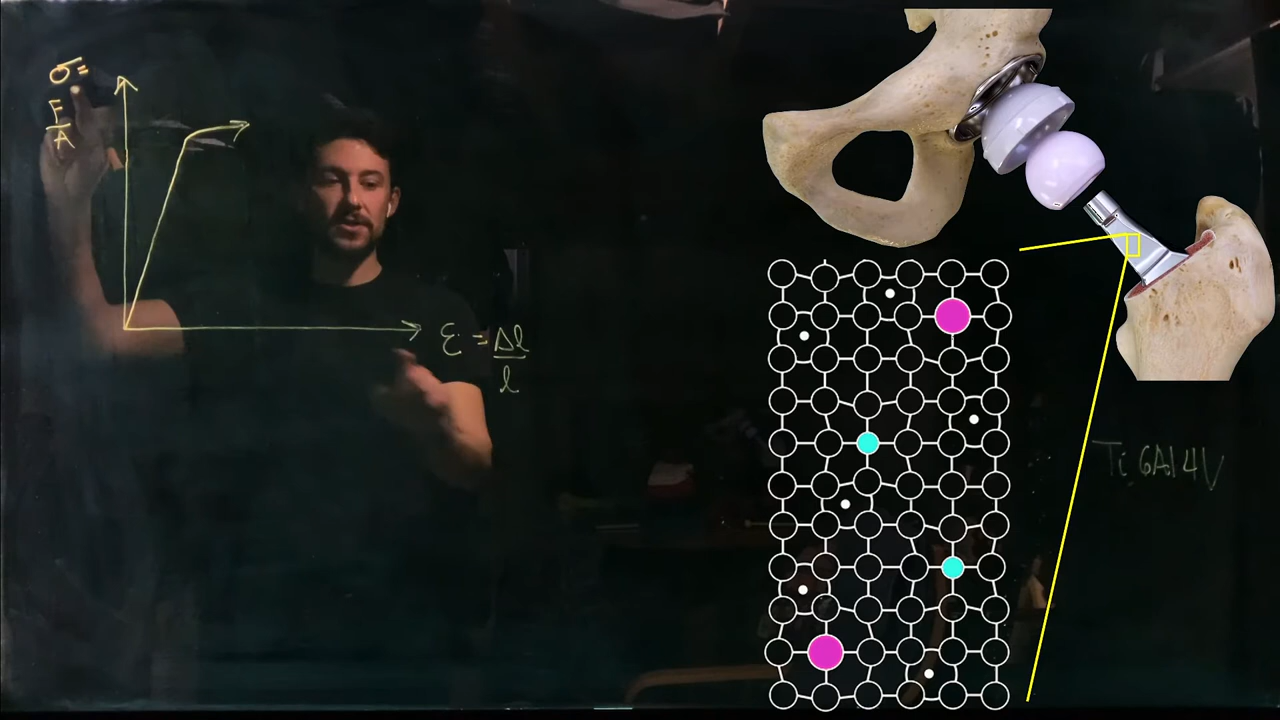 σ =
F
A
ε = Δl
l
Ti 6Al 4V